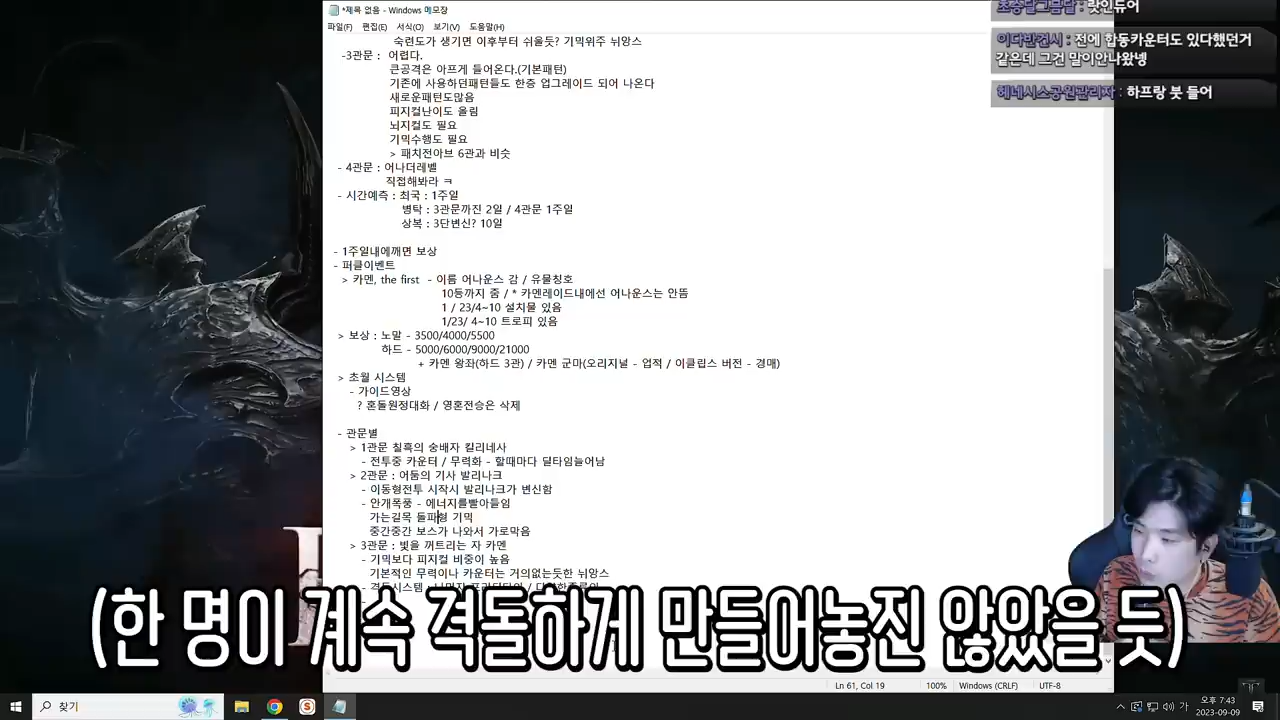 *제목 없음 - Windows 메모장
파일(F) 편집(E) 서식(O) 보기(V) 도움말(H)
숙련도가 생기면 이후부터 쉬울듯? 기믹위주 뉘앙스
-3관문 : 어렵다.
큰공격은 아프게 들어온다.(기본패턴)
기존에 사용하던패턴들도 한층 업그레이드 되어 나온다
새로운패턴도많음
피지컬난이도 올림
뇌지컬도 필요
기믹수행도 필요
> 패치전아브 6관과 비슷
- 4관문 : 어나더레벨
직접해봐라 ㅋ
- 시간예측 : 최국 : 1주일
병탁 : 3관문까진 2일 / 4관문 1주일
상복 : 3단변신? 10일
- 1주일내에깨면 보상
- 퍼클이벤트
> 카멘, the first - 이름 어나운스 감 / 유물칭호
10등까지 줌 / * 카멘레이드내에선 어나운스는 안뜸
1 / 23/4~10 설치물 있음
1/23/ 4~10 트로피 있음
> 보상 : 노말 - 3500/4000/5500
하드 - 5000/6000/9000/21000
+ 카멘 왕좌(하드 3관) / 카멘 군마(오리지널 - 업적 / 이클립스 버전 - 경매)
> 초월 시스템
- 가이드영상
? 혼돌원정대화 / 영혼전승은 삭제
- 관문별
> 1관문 칠흑의 숭배자 킬리네사
- 전투중 카운터 / 무력화 - 할때마다 딜타임늘어남
> 2관문 : 어둠의 기사 발리나크
- 이동형전투 시작시 발리나크가 변신함
- 안개폭풍 - 에너지를빨아들임
가는길목 돌파형 기믹
중간중간 보스가 나와서 가로막음
> 3관문 : 빛을 꺼트리는 자 카멘
- 기믹보다 피지컬 비중이 높음
기본적인 무력이나 카운터는 거의없는듯한 뉘앙스
초승달그믐달 : 랏인듀어
이다반건시 : 전에 합동카운터도 있다했던거
같은데 그건 말이안나왔넹
헤네시스공원관리자 : 하프랑 붓 들어
(한 명이 계속 격돌하게 만들어놓진 않았을 듯)
Ln 61, Col 19 100% Windows (CRLF) UTF-8
찾기
가 오후 7:43
2023-09-09